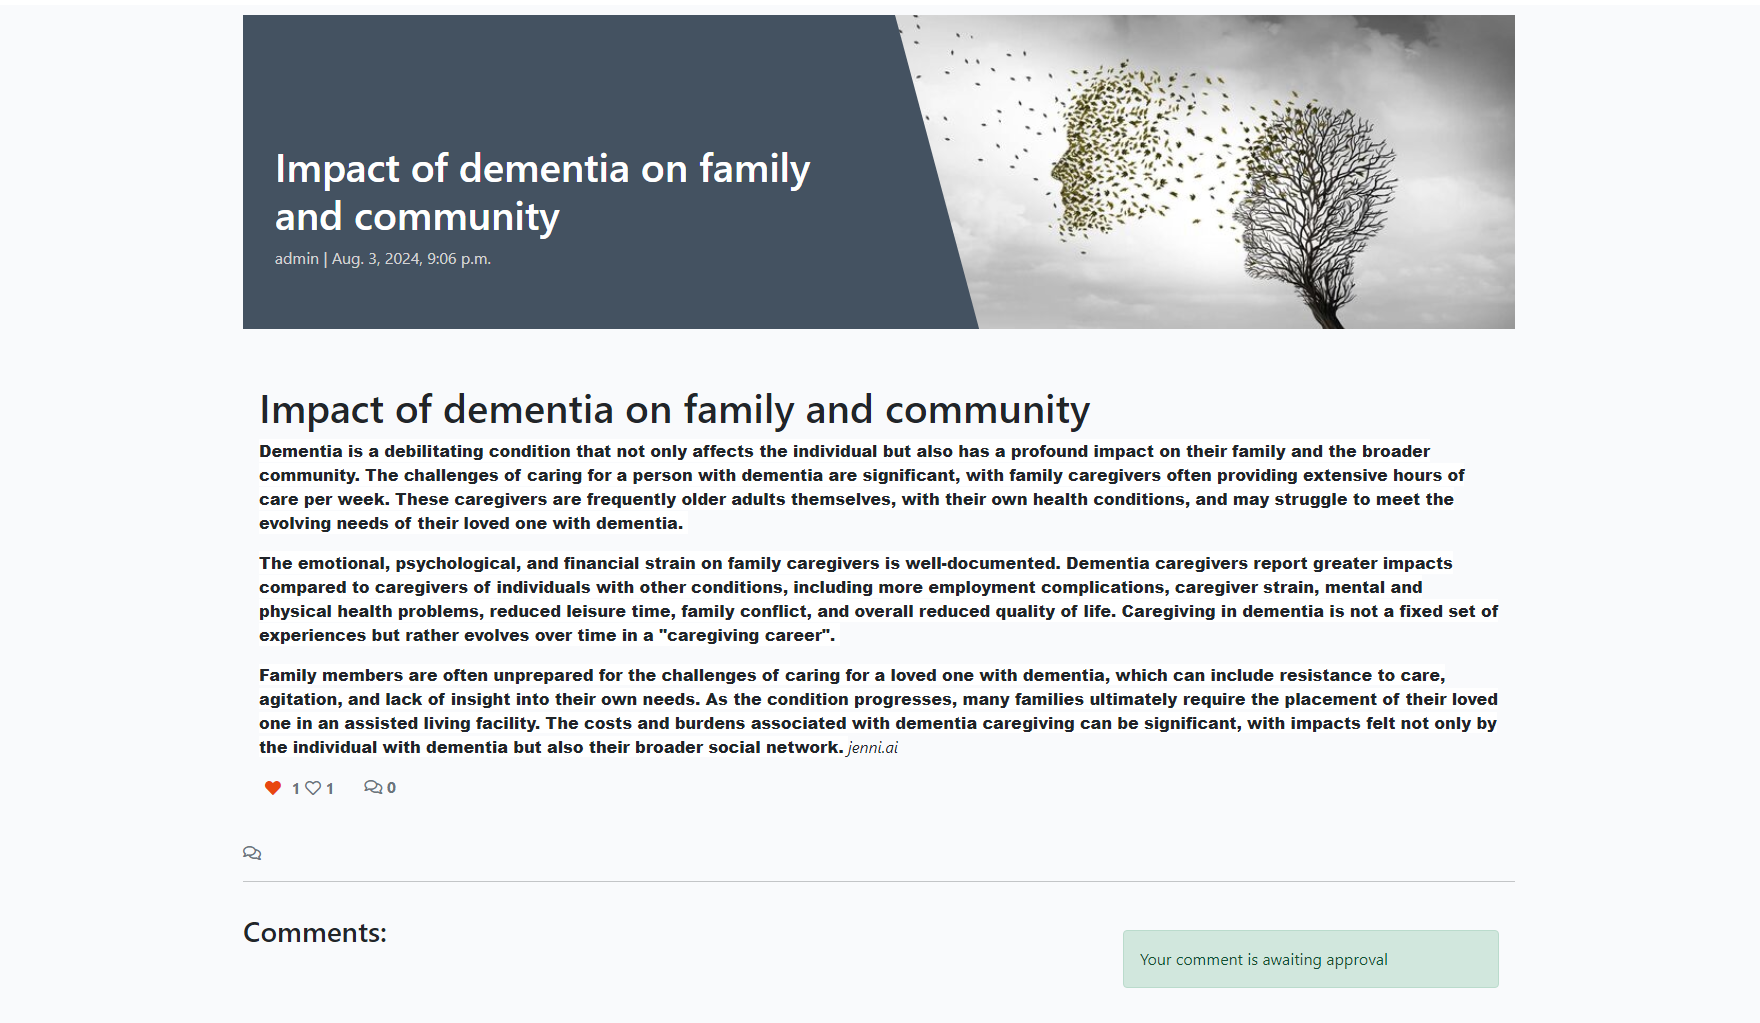 Impact of dementia on family
and community
admin | Aug. 3, 2024, 9:06 p.m.
Impact of dementia on family and community
Dementia is a debilitating condition that not only affects the individual but also has a profound impact on their family and the broader
community. The challenges of caring for a person with dementia are significant, with family caregivers often providing extensive hours of
care per week. These caregivers are frequently older adults themselves, with their own health conditions, and may struggle to meet the
evolving needs of their loved one with dementia.
The emotional, psychological, and financial strain on family caregivers is well-documented. Dementia caregivers report greater impacts
compared to caregivers of individuals with other conditions, including more employment complications, caregiver strain, mental and
physical health problems, reduced leisure time, family conflict, and overall reduced quality of life. Caregiving in dementia is not a fixed set of
experiences but rather evolves over time in a "caregiving career".
Family members are often unprepared for the challenges of caring for a loved one with dementia, which can include resistance to care,
agitation, and lack of insight into their own needs. As the condition progresses, many families ultimately require the placement of their loved
one in an assisted living facility. The costs and burdens associated with dementia caregiving can be significant, with impacts felt not only by
the individual with dementia but also their broader social network. jenni.ai
1 1 0
Comments:
Your comment is awaiting approval